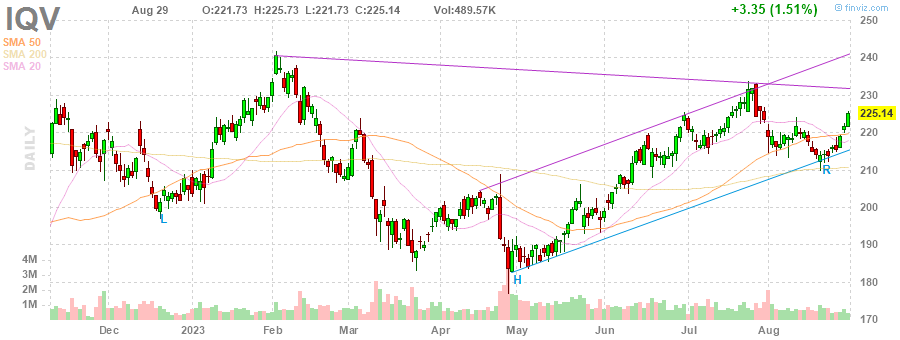 IQV
Aug 29 O:221.73 H:225.73 L:221.73 C:225.14 Vol:489.57K
+3.35 (1.51%)
finviz.com
SMA 50
SMA 200
SMA 20
DAILY
250
240
230
225.14
220
210
200
190
180
170
4M
3M
2M
1M
L
H
R
Dec 2023 Feb Mar Apr May Jun Jul Aug